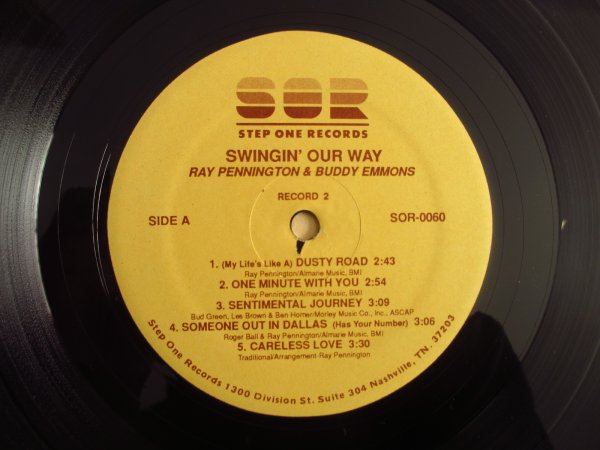 SOR
STEP ONE RECORDS
SWINGIN' OUR WAY
RAY PENNINGTON & BUDDY EMMONS
RECORD 2
SIDE A
SOR-0060
1. (My Life's Like A) DUSTY ROAD 2:43
Ray Pennington/Almarie Music, BMI
2. ONE MINUTE WITH YOU 2:54
Ray Pennington/Almarie Music, BMI
3. SENTIMENTAL JOURNEY 3:09
Bud Green, Les Brown & Ben Homer/Morley Music Co., Inc., ASCAP
4. SOMEONE OUT IN DALLAS (Has Your Number) 3:06
Roger Ball & Ray Pennington/Almarie Music, BMI
5. CARELESS LOVE 3:30
Traditional/Arrangement-Ray Pennington
Step One Records 1300 Division St. Suite 304 Nashville, TN. 37203